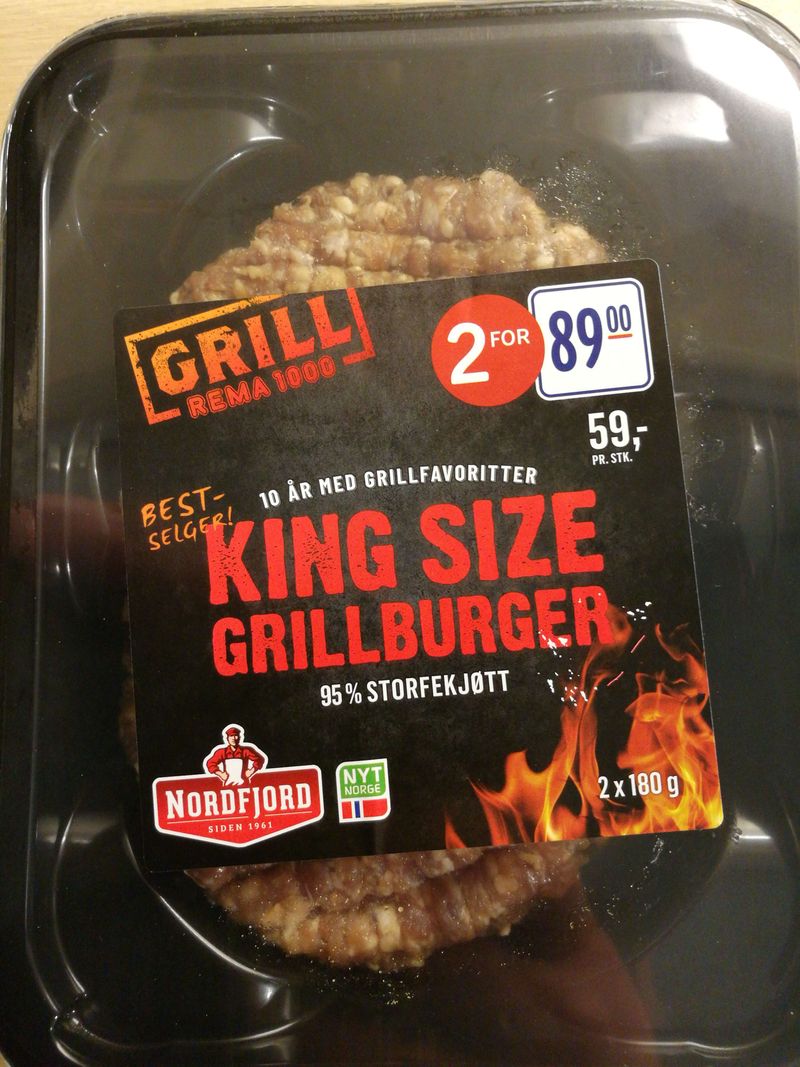 GRILL
REMA 1000
2 FOR
89 00
59,-
PR. STK.
10 ÅR MED GRILLFAVORITTER
BEST-
SELGER!
KING SIZE
GRILLBURGER
95% STORFEKJØTT
NORDFJORD
SIDEN 1961
NYT
NORGE
2 x 180 g